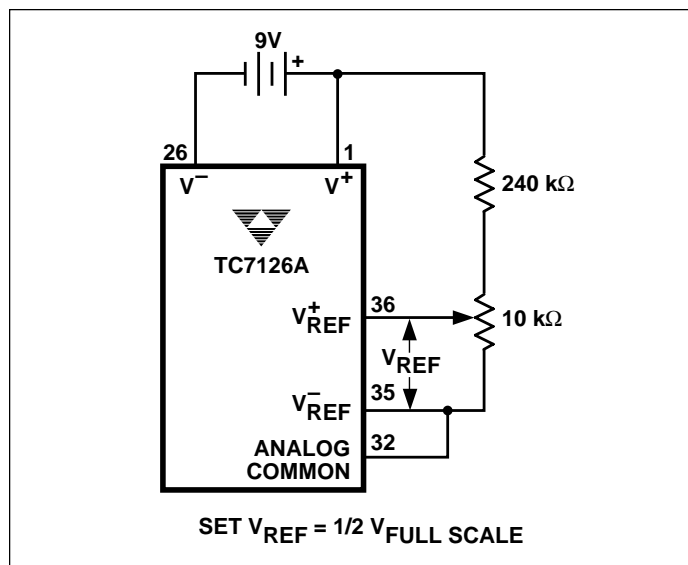 9V
+
26
1
V–
V+
240 kΩ
TC7126A
36
V+REF
10 kΩ
VREF
35
V–REF
32
ANALOG
COMMON
SET VREF = 1/2 VFULL SCALE